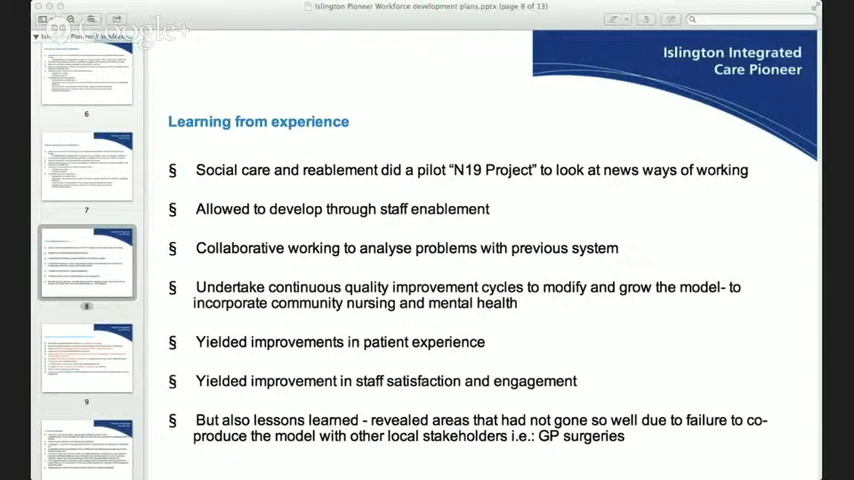 Islington Pioneer Workforce development plans.pptx (page 8 of 13)
Google+
Islington Integrated
Care Pioneer
6
7
8
9
Learning from experience
§ Social care and reablement did a pilot “N19 Project” to look at news ways of working
§ Allowed to develop through staff enablement
§ Collaborative working to analyse problems with previous system
§ Undertake continuous quality improvement cycles to modify and grow the model- to
incorporate community nursing and mental health
§ Yielded improvements in patient experience
§ Yielded improvement in staff satisfaction and engagement
§ But also lessons learned - revealed areas that had not gone so well due to failure to co-
produce the model with other local stakeholders i.e.: GP surgeries